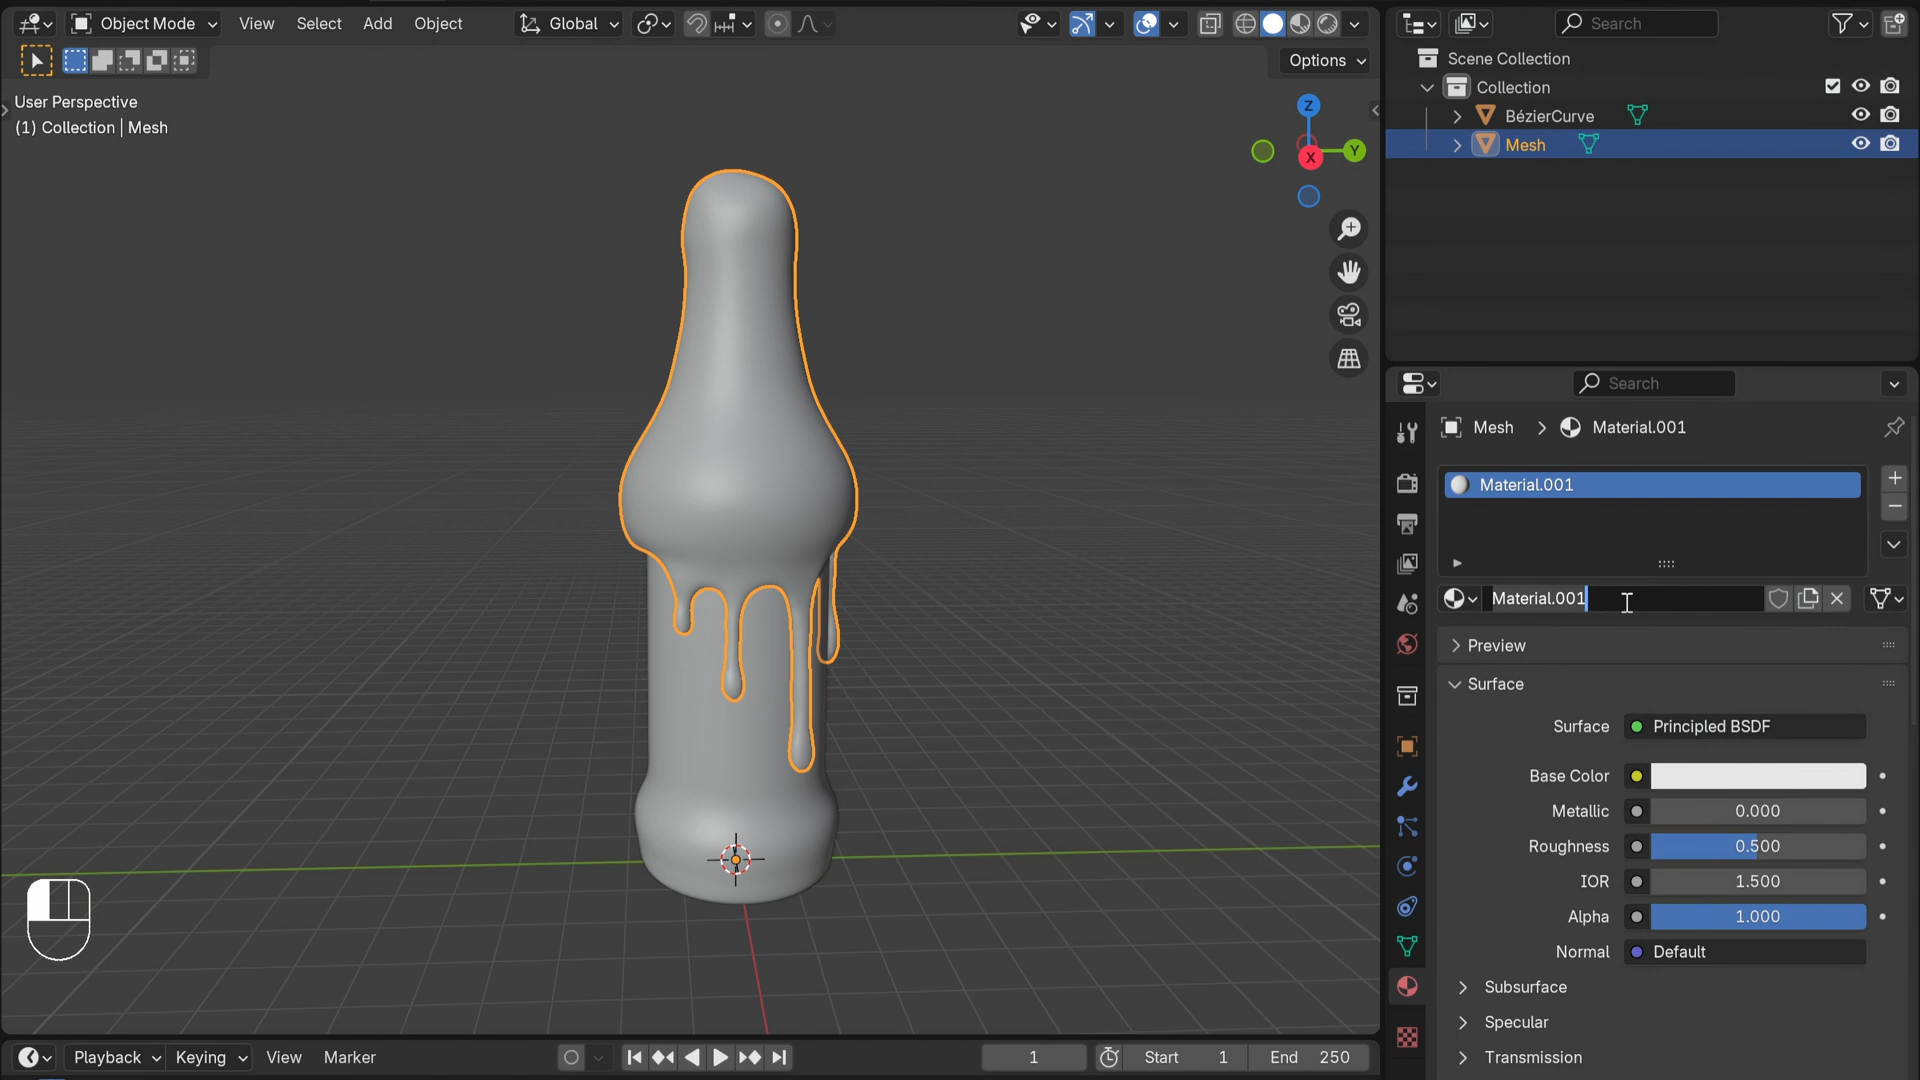 Object Mode View Select Add Object Global
Options
User Perspective
(1) Collection | Mesh
Z
Y
X
Search
Scene Collection
Collection
BézierCurve
Mesh
Search
Mesh > Material.001
Material.001
Material.001
Preview
Surface
Surface Principled BSDF
Base Color
Metallic 0.000
Roughness 0.500
IOR 1.500
Alpha 1.000
Normal Default
Subsurface
Specular
Transmission
Playback Keying View Marker 1 Start 1 End 250